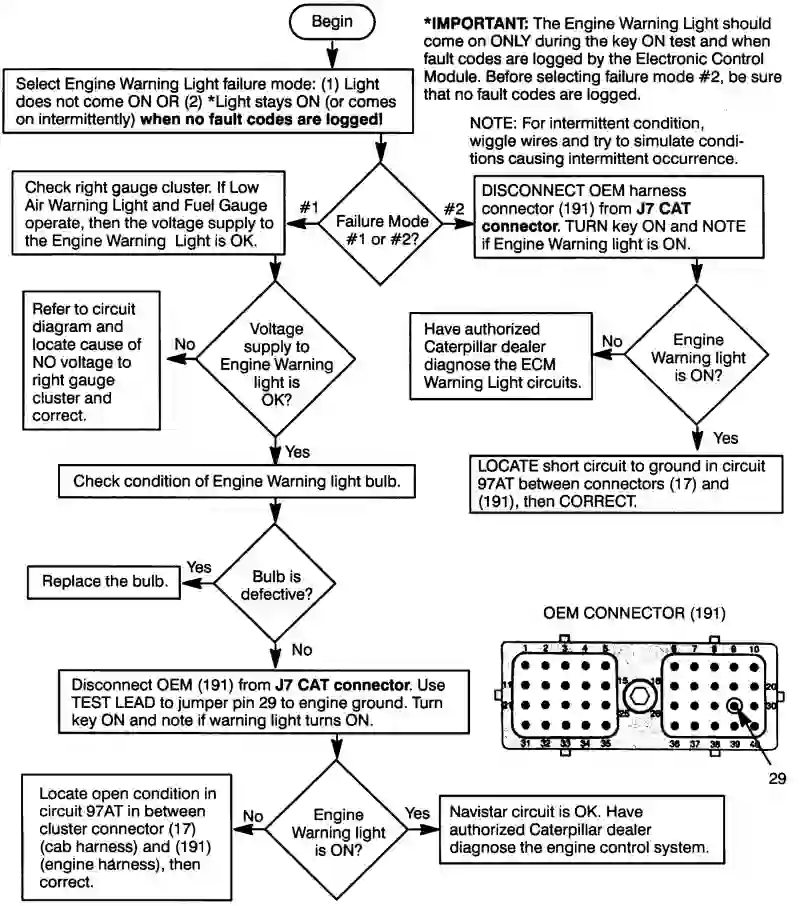 Begin
*IMPORTANT: The Engine Warning Light should
come on ONLY during the key ON test and when
fault codes are logged by the Electronic Control
Module. Before selecting failure mode #2, be sure
that no fault codes are logged.
Select Engine Warning Light failure mode: (1) Light
does not come ON OR (2) *Light stays ON (or comes
on intermittently) when no fault codes are logged!
NOTE: For intermittent condition,
wiggle wires and try to simulate condi-
tions causing intermittent occurrence.
Check right gauge cluster. If Low
Air Warning Light and Fuel Gauge
operate, then the voltage supply to
the Engine Warning Light is OK.
#1
Failure Mode
#1 or #2?
#2
DISCONNECT OEM harness
connector (191) from J7 CAT
connector. TURN key ON and NOTE
if Engine Warning light is ON.
Refer to circuit
diagram and
locate cause of
NO voltage to
right gauge
cluster and
correct.
No
Voltage
supply to
Engine Warning
light is
OK?
Have authorized
Caterpillar dealer
diagnose the ECM
Warning Light circuits.
No
Engine
Warning light
is ON?
Yes
Yes
Check condition of Engine Warning light bulb.
LOCATE short circuit to ground in circuit
97AT between connectors (17) and
(191), then CORRECT.
Replace the bulb.
Yes
Bulb is
defective?
No
OEM CONNECTOR (191)
1 2 3 4 5 6 7 8 9 10
11 15 16 20
21 25 26 30
31 32 33 34 35 36 37 38 39 40
29
Disconnect OEM (191) from J7 CAT connector. Use
TEST LEAD to jumper pin 29 to engine ground. Turn
key ON and note if warning light turns ON.
Locate open condition in
circuit 97AT in between
cluster connector (17)
(cab harness) and (191)
(engine harness), then
correct.
No
Engine
Warning light
is ON?
Yes
Navistar circuit is OK. Have
authorized Caterpillar dealer
diagnose the engine control system.